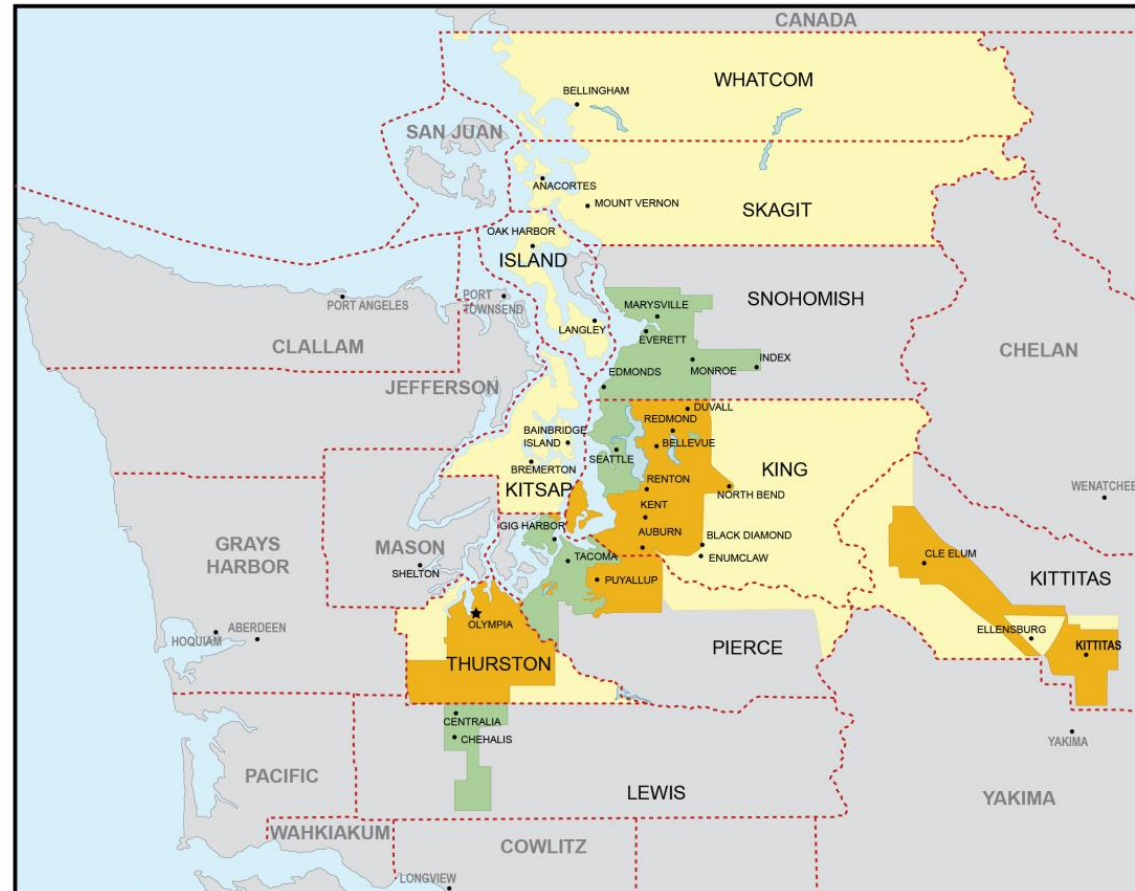 CANADA
WHATCOM
BELLINGHAM
SAN JUAN
ANACORTES
MOUNT VERNON
SKAGIT
OAK HARBOR
ISLAND
SNOHOMISH
PORT ANGELES
PORT
TOWNSEND
MARYSVILLE
LANGLEY
EVERETT
CLALLAM
CHELAN
INDEX
MONROE
EDMONDS
JEFFERSON
DUVALL
REDMOND
BAINBRIDGE
ISLAND
BELLEVUE
SEATTLE
BREMERTON
KING
KITSAP
RENTON
NORTH BEND
WENATCHEE
KENT
GIG HARBOR
AUBURN
BLACK DIAMOND
ENUMCLAW
GRAYS
HARBOR
MASON
SHELTON
TACOMA
CLE ELUM
KITTITAS
PUYALLUP
OLYMPIA
HOQUIAM
ABERDEEN
ELLENSBURG
KITTITAS
PIERCE
THURSTON
CENTRALIA
CHEHALIS
YAKIMA
PACIFIC
LEWIS
YAKIMA
WAHKIAKUM
COWLITZ
LONGVIEW